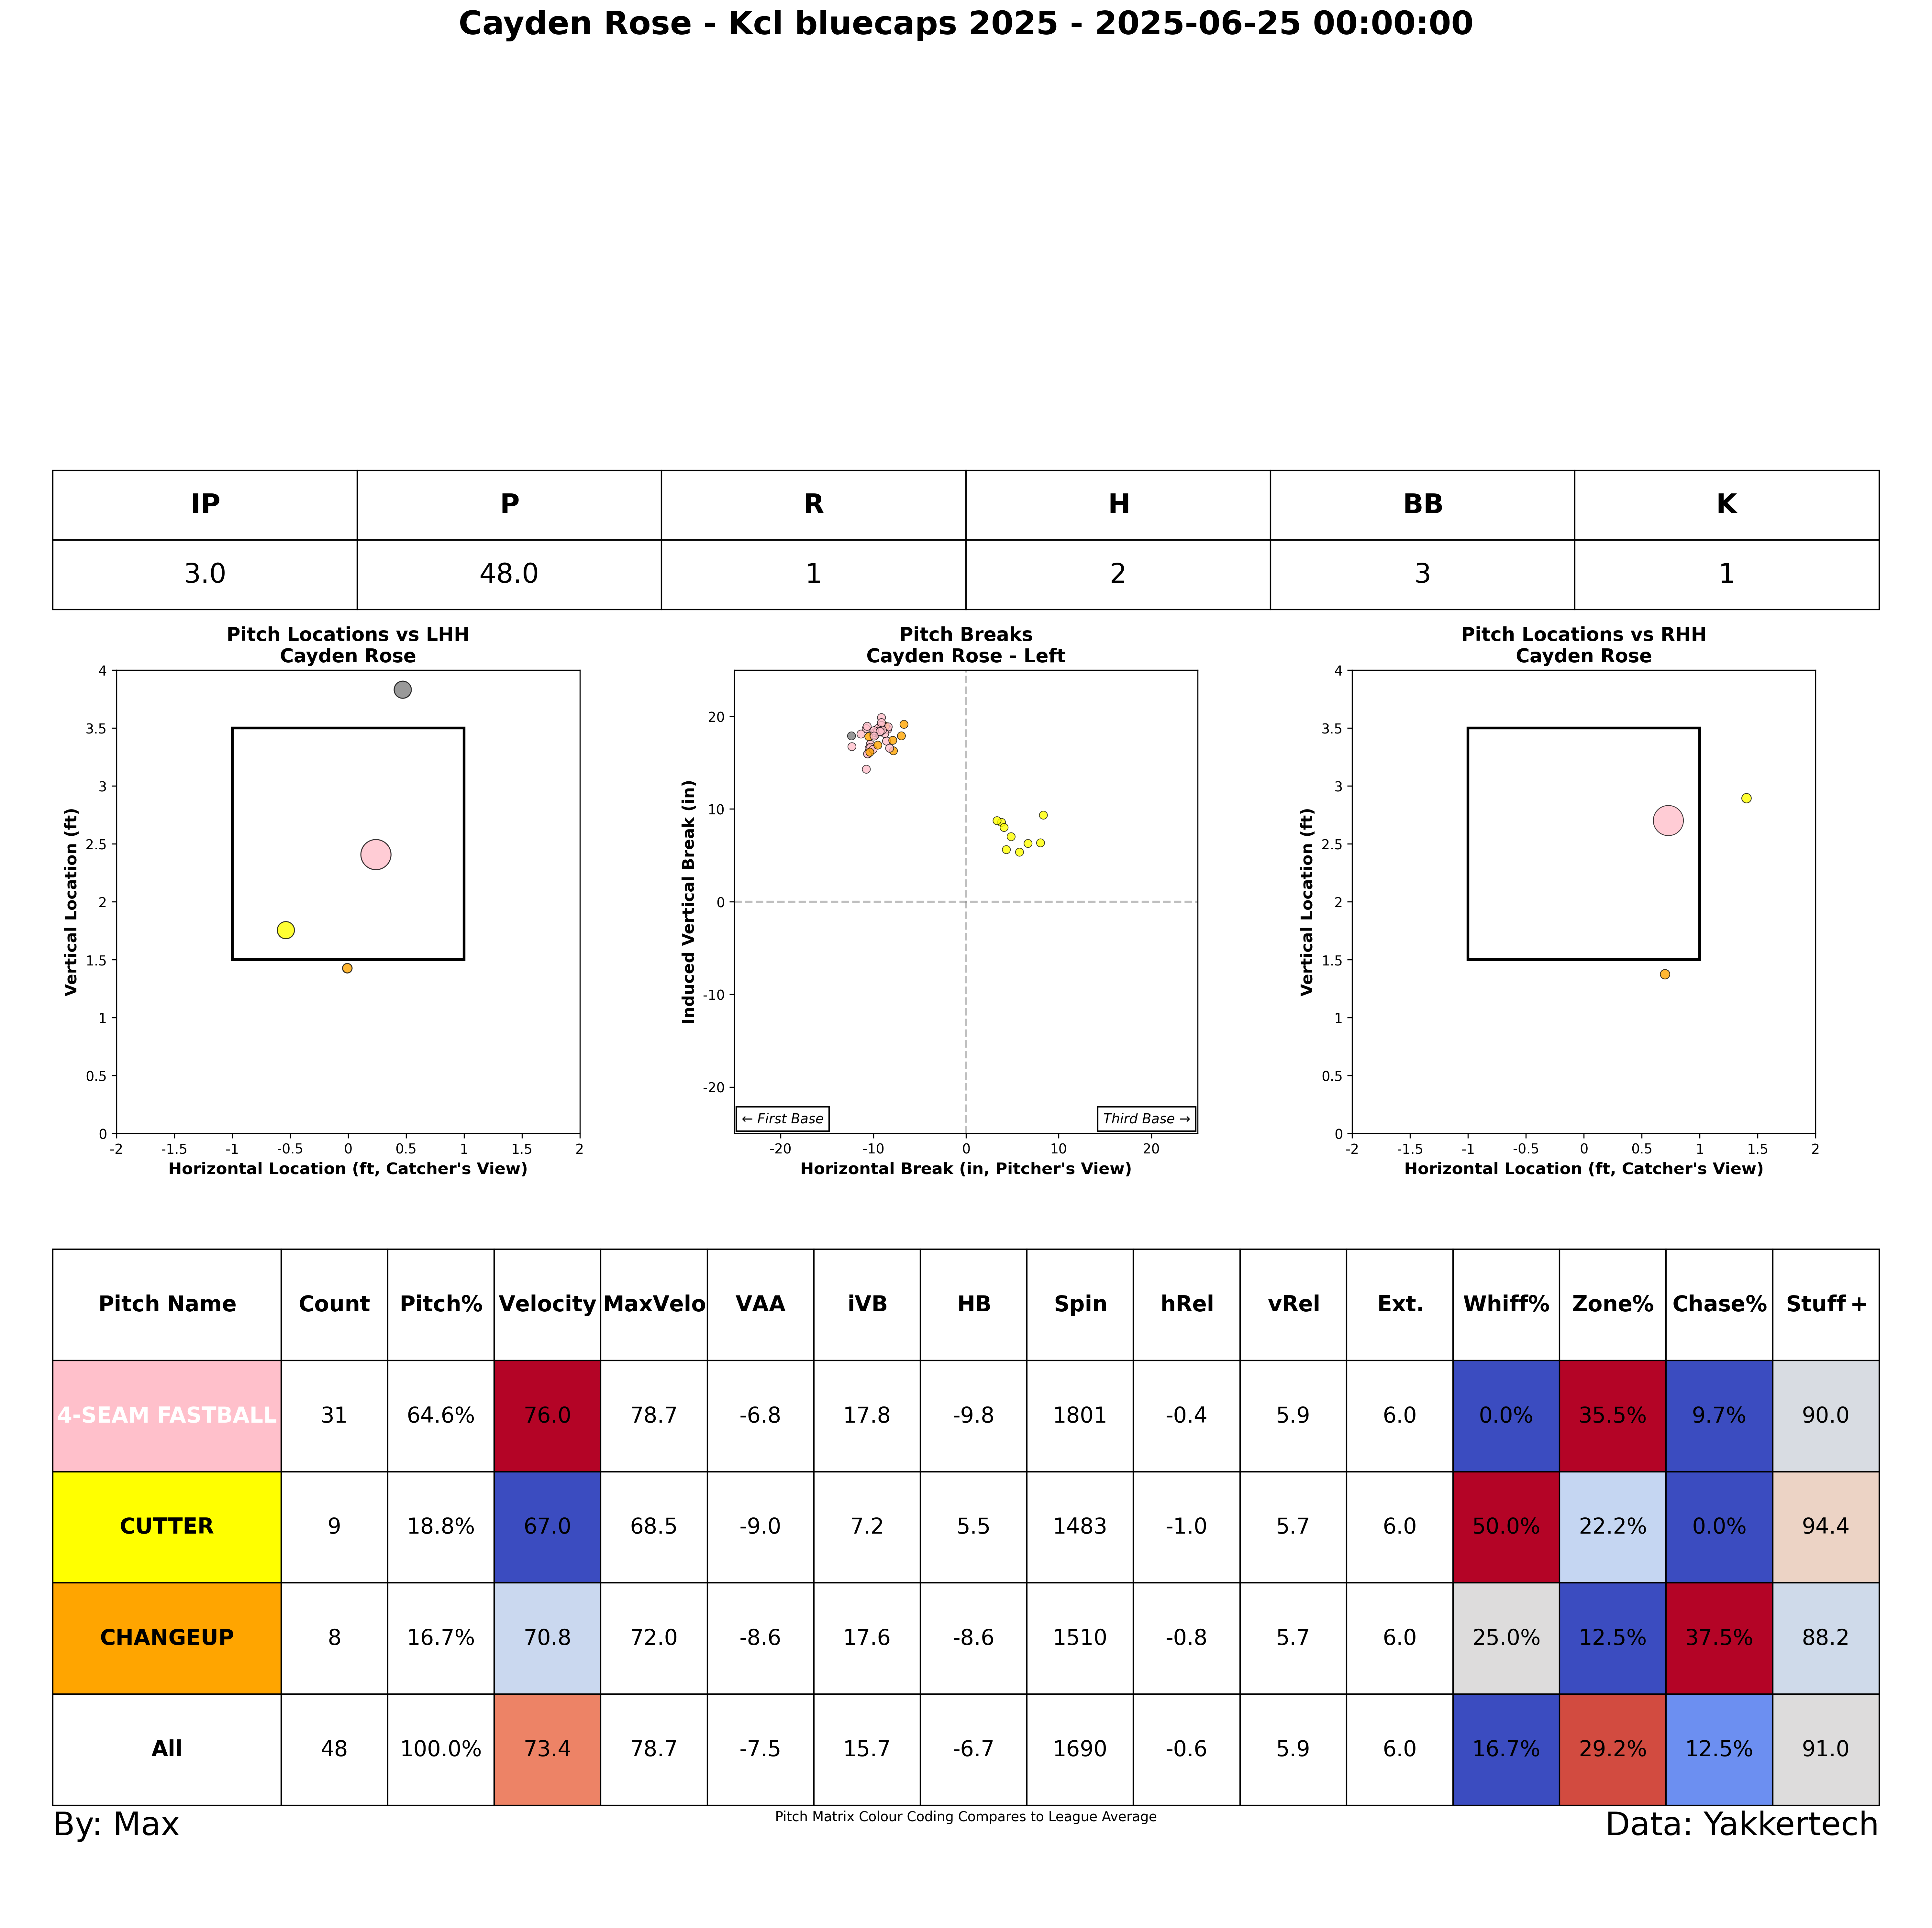 Cayden Rose - Kcl bluecaps 2025 - 2025-06-25 00:00:00
IP P R H BB K
3.0 48.0 1 2 3 1
Pitch Locations vs LHH
Cayden Rose
4
3.5
3
2.5
2
1.5
1
0.5
0
Vertical Location (ft)
-2 -1.5 -1 -0.5 0 0.5 1 1.5 2
Horizontal Location (ft, Catcher's View)
Pitch Breaks
Cayden Rose - Left
20
10
0
-10
-20
Induced Vertical Break (in)
← First Base
Third Base →
-20 -10 0 10 20
Horizontal Break (in, Pitcher's View)
Pitch Locations vs RHH
Cayden Rose
4
3.5
3
2.5
2
1.5
1
0.5
0
Vertical Location (ft)
-2 -1.5 -1 -0.5 0 0.5 1 1.5 2
Horizontal Location (ft, Catcher's View)
Pitch Name Count Pitch% Velocity MaxVelo VAA iVB HB Spin hRel vRel Ext. Whiff% Zone% Chase% Stuff+
4-SEAM FASTBALL 31 64.6% 76.0 78.7 -6.8 17.8 -9.8 1801 -0.4 5.9 6.0 0.0% 35.5% 9.7% 90.0
CUTTER 9 18.8% 67.0 68.5 -9.0 7.2 5.5 1483 -1.0 5.7 6.0 50.0% 22.2% 0.0% 94.4
CHANGEUP 8 16.7% 70.8 72.0 -8.6 17.6 -8.6 1510 -0.8 5.7 6.0 25.0% 12.5% 37.5% 88.2
All 48 100.0% 73.4 78.7 -7.5 15.7 -6.7 1690 -0.6 5.9 6.0 16.7% 29.2% 12.5% 91.0
By: Max
Pitch Matrix Colour Coding Compares to League Average
Data: Yakkertech